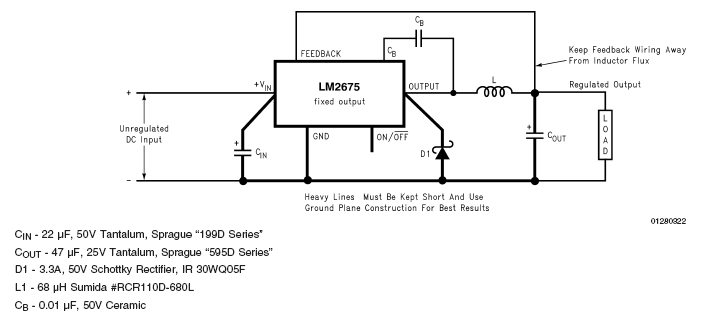 C_B
FEEDBACK
C_B
Keep Feedback Wiring Away
From Inductor Flux
+V_IN
LM2675
OUTPUT
L
Regulated Output
fixed output
+
Unregulated
DC Input
+
C_IN
GND
ON/OFF
D1
+
C_OUT
LOAD
–
Heavy Lines Must Be Kept Short And Use
Ground Plane Construction For Best Results
01280322
C_IN - 22 µF, 50V Tantalum, Sprague “199D Series”
C_OUT - 47 µF, 25V Tantalum, Sprague “595D Series”
D1 - 3.3A, 50V Schottky Rectifier, IR 30WQ05F
L1 - 68 µH Sumida #RCR110D-680L
C_B - 0.01 µF, 50V Ceramic